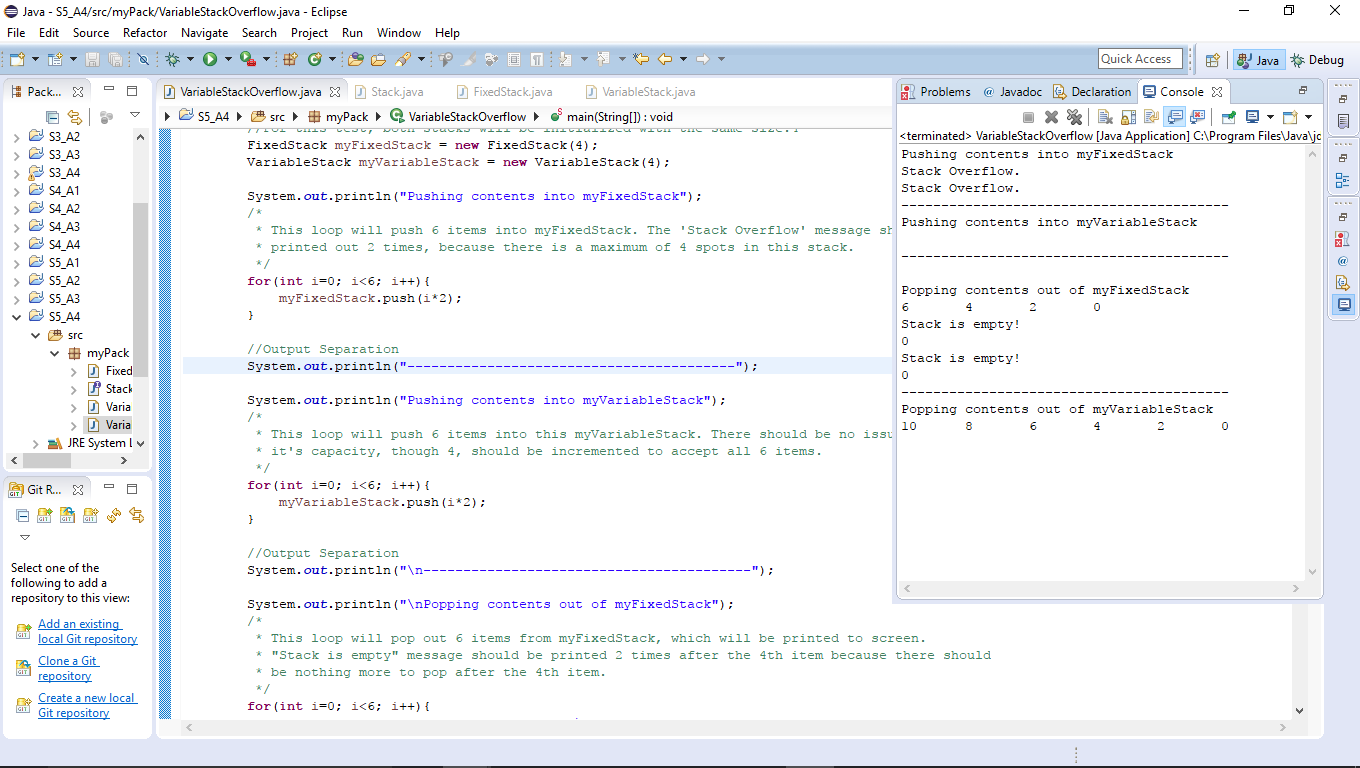 Java - S5_A4/src/myPack/VariableStackOverflow.java - Eclipse
File Edit Source Refactor Navigate Search Project Run Window Help
Quick Access
Java
Debug
Pack...
S3_A2
S3_A3
S3_A4
S4_A1
S4_A2
S4_A3
S4_A4
S5_A1
S5_A2
S5_A3
S5_A4
src
myPack
Fixed
Stack
Varia
Varia
JRE System L
Git R...
Select one of the
following to add a
repository to this view:
Add an existing
local Git repository
Clone a Git
repository
Create a new local
Git repository
VariableStackOverflow.java Stack.java FixedStack.java VariableStack.java
S5_A4 src myPack VariableStackOverflow main(String[]) : void
//For this test, both stacks will be initialized with the same size.
FixedStack myFixedStack = new FixedStack(4);
VariableStack myVariableStack = new VariableStack(4);
System.out.println("Pushing contents into myFixedStack");
/*
* This loop will push 6 items into myFixedStack. The 'Stack Overflow' message sh
* printed out 2 times, because there is a maximum of 4 spots in this stack.
*/
for(int i=0; i<6; i++){
myFixedStack.push(i*2);
}
//Output Separation
System.out.println("-----------------------------------------");
System.out.println("Pushing contents into myVariableStack");
/*
* This loop will push 6 items into this myVariableStack. There should be no issu
* it's capacity, though 4, should be incremented to accept all 6 items.
*/
for(int i=0; i<6; i++){
myVariableStack.push(i*2);
}
//Output Separation
System.out.println("\n-----------------------------------------");
System.out.println("\nPopping contents out of myFixedStack");
/*
* This loop will pop out 6 items from myFixedStack, which will be printed to screen.
* "Stack is empty" message should be printed 2 times after the 4th item because there should
* be nothing more to pop after the 4th item.
*/
for(int i=0; i<6; i++){
Problems Javadoc Declaration Console
<terminated> VariableStackOverflow [Java Application] C:\Program Files\Java\jd
Pushing contents into myFixedStack
Stack Overflow.
Stack Overflow.
-----------------------------------------
Pushing contents into myVariableStack
-----------------------------------------
Popping contents out of myFixedStack
6 4 2 0
Stack is empty!
0
Stack is empty!
0
-----------------------------------------
Popping contents out of myVariableStack
10 8 6 4 2 0